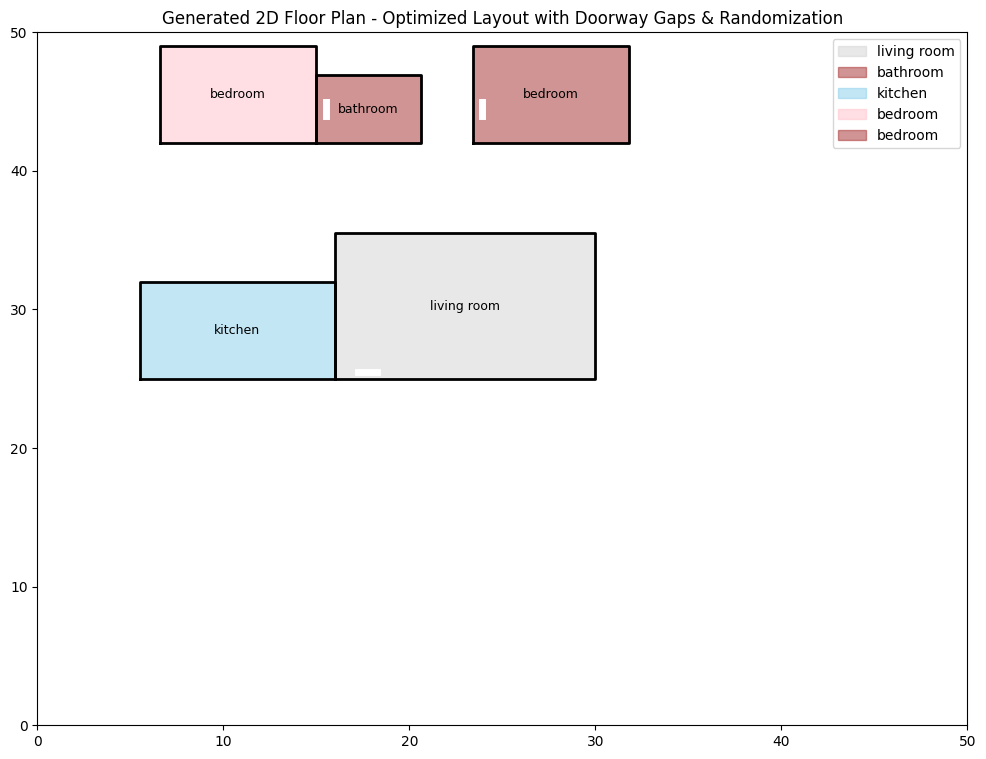 Generated 2D Floor Plan - Optimized Layout with Doorway Gaps & Randomization
50
40
30
20
10
0
0 10 20 30 40 50
bedroom
bathroom
bedroom
kitchen
living room
living room
bathroom
kitchen
bedroom
bedroom